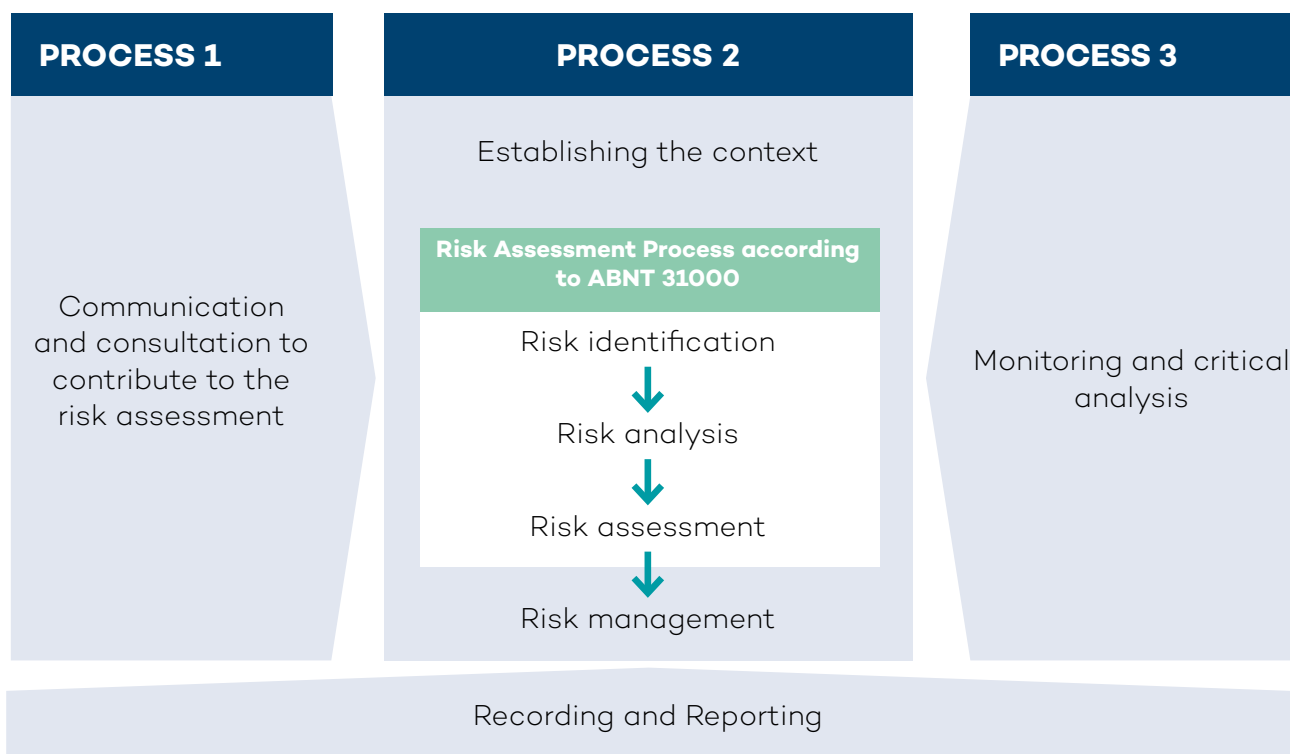 PROCESS 1
Communication
and consultation to
contribute to the
risk assessment
PROCESS 2
Establishing the context
Risk Assessment Process according
to ABNT 31000
Risk identification
Risk analysis
Risk assessment
Risk management
PROCESS 3
Monitoring and critical
analysis
Recording and Reporting